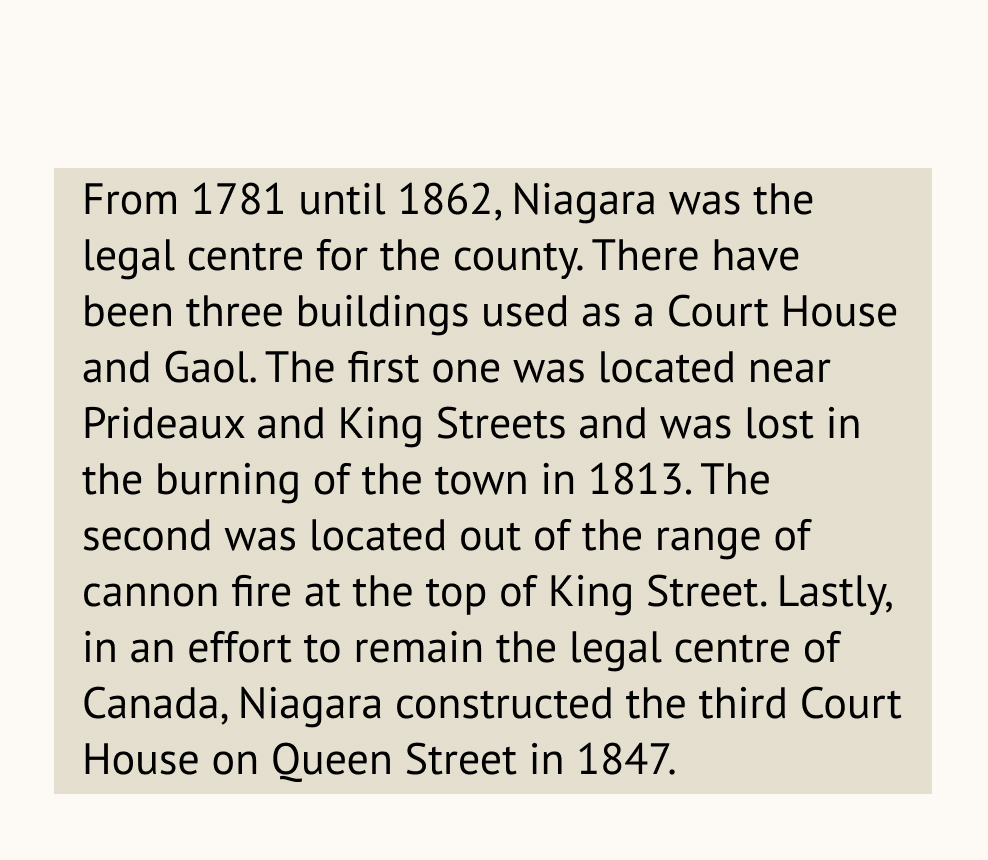 From 1781 until 1862, Niagara was the
legal centre for the county. There have
been three buildings used as a Court House
and Gaol. The first one was located near
Prideaux and King Streets and was lost in
the burning of the town in 1813. The
second was located out of the range of
cannon fire at the top of King Street. Lastly,
in an effort to remain the legal centre of
Canada, Niagara constructed the third Court
House on Queen Street in 1847.